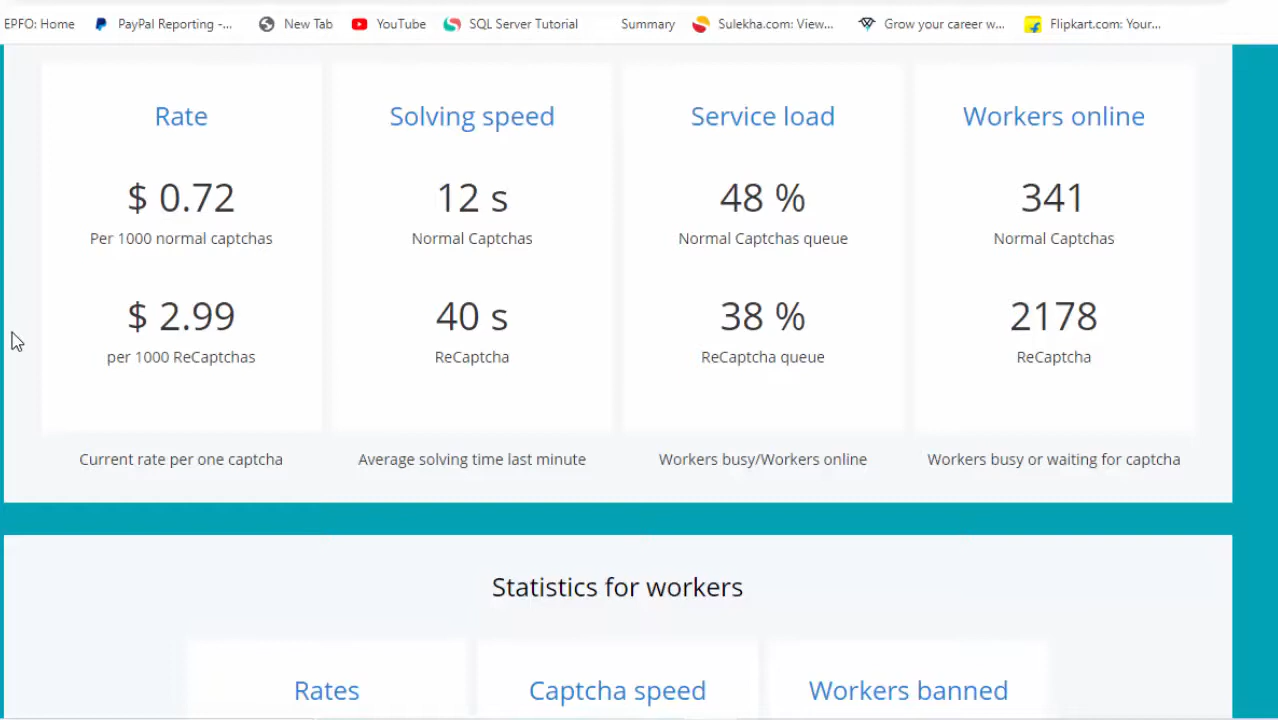 EPFO: Home PayPal Reporting -... New Tab YouTube SQL Server Tutorial Summary Sulekha.com: View... Grow your career w... Flipkart.com: Your...
Rate Solving speed Service load Workers online
$ 0.72 12 s 48 % 341
Per 1000 normal captchas Normal Captchas Normal Captchas queue Normal Captchas
$ 2.99 40 s 38 % 2178
per 1000 ReCaptchas ReCaptcha ReCaptcha queue ReCaptcha
Current rate per one captcha Average solving time last minute Workers busy/Workers online Workers busy or waiting for captcha
Statistics for workers
Rates Captcha speed Workers banned